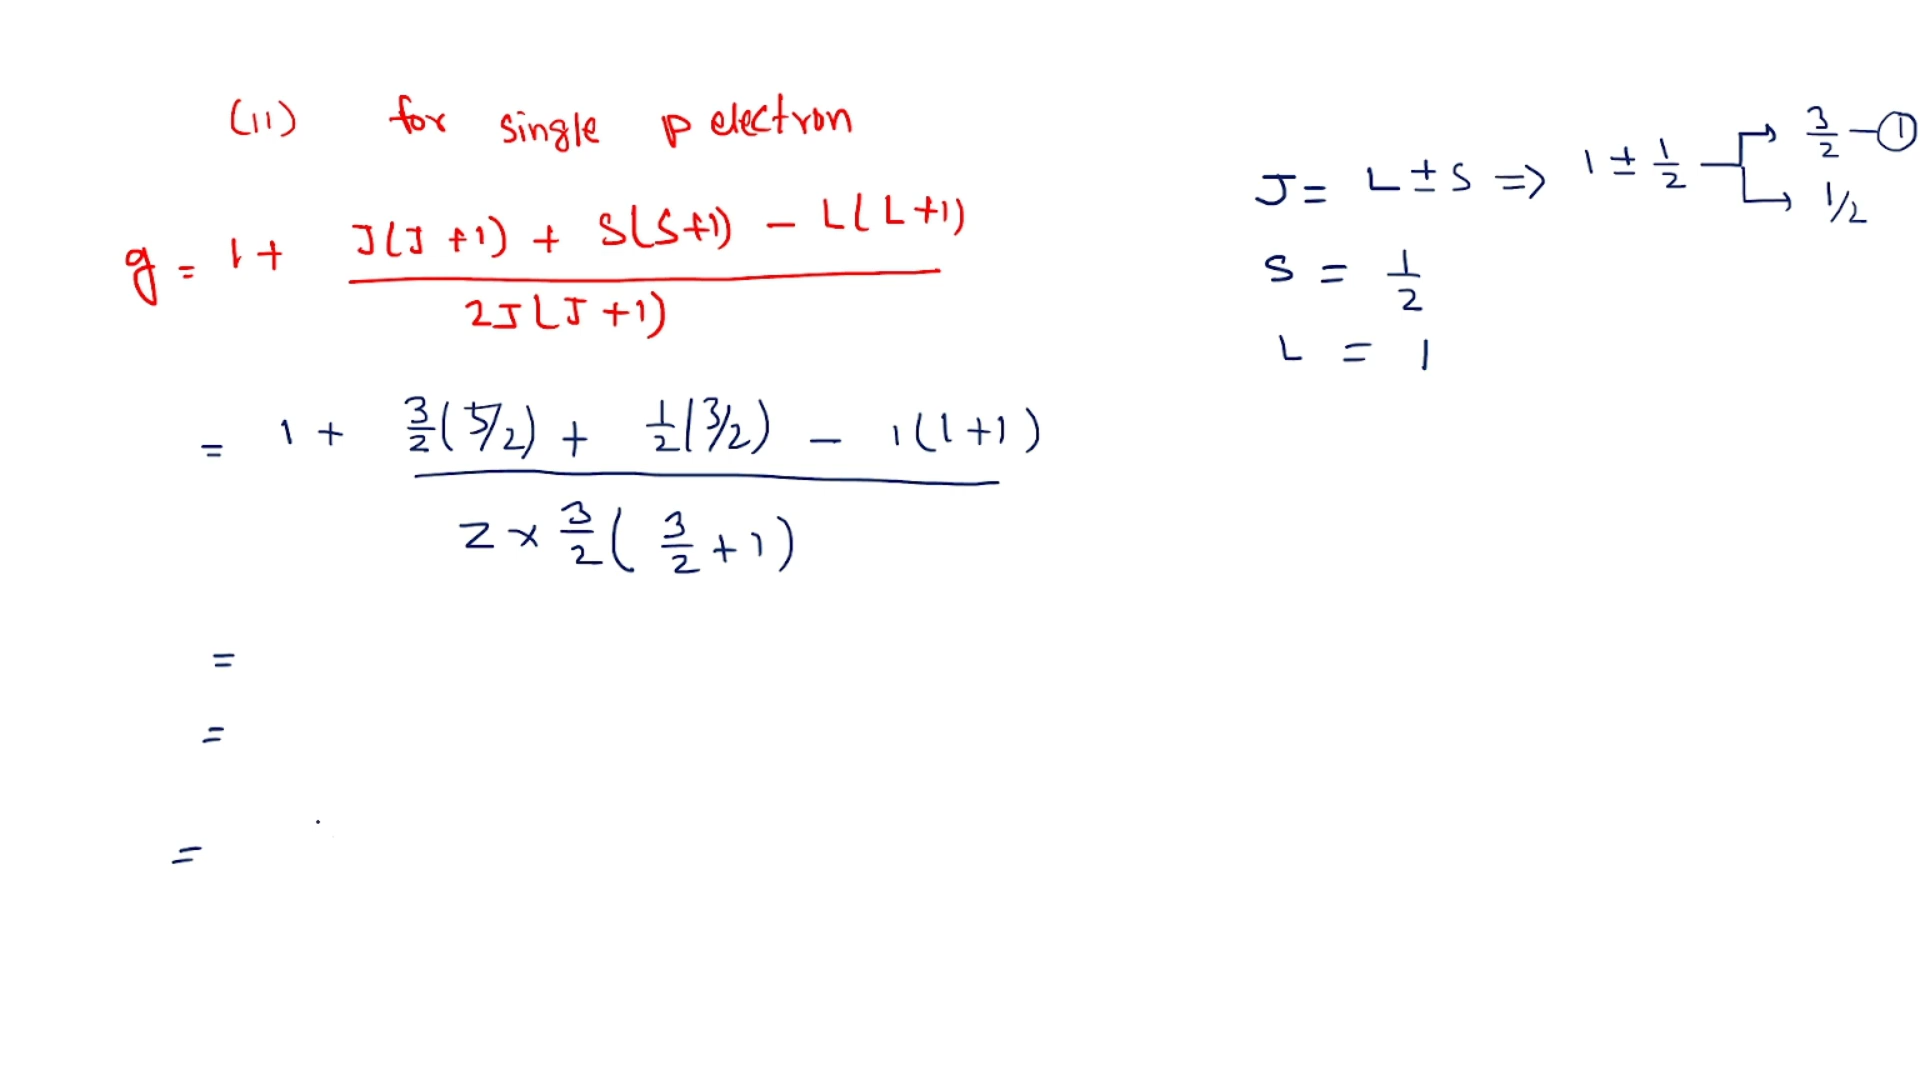 (ii) for single p electron
g = 1 + J(J+1) + S(S+1) - L(L+1)
2J(J+1)
= 1 + 3/2(5/2) + 1/2(3/2) - 1(1+1)
2 × 3/2(3/2 + 1)
=
=
=
J = L ± S => 1 ± 1/2 → 3/2 — ①
→ 1/2
S = 1/2
L = 1